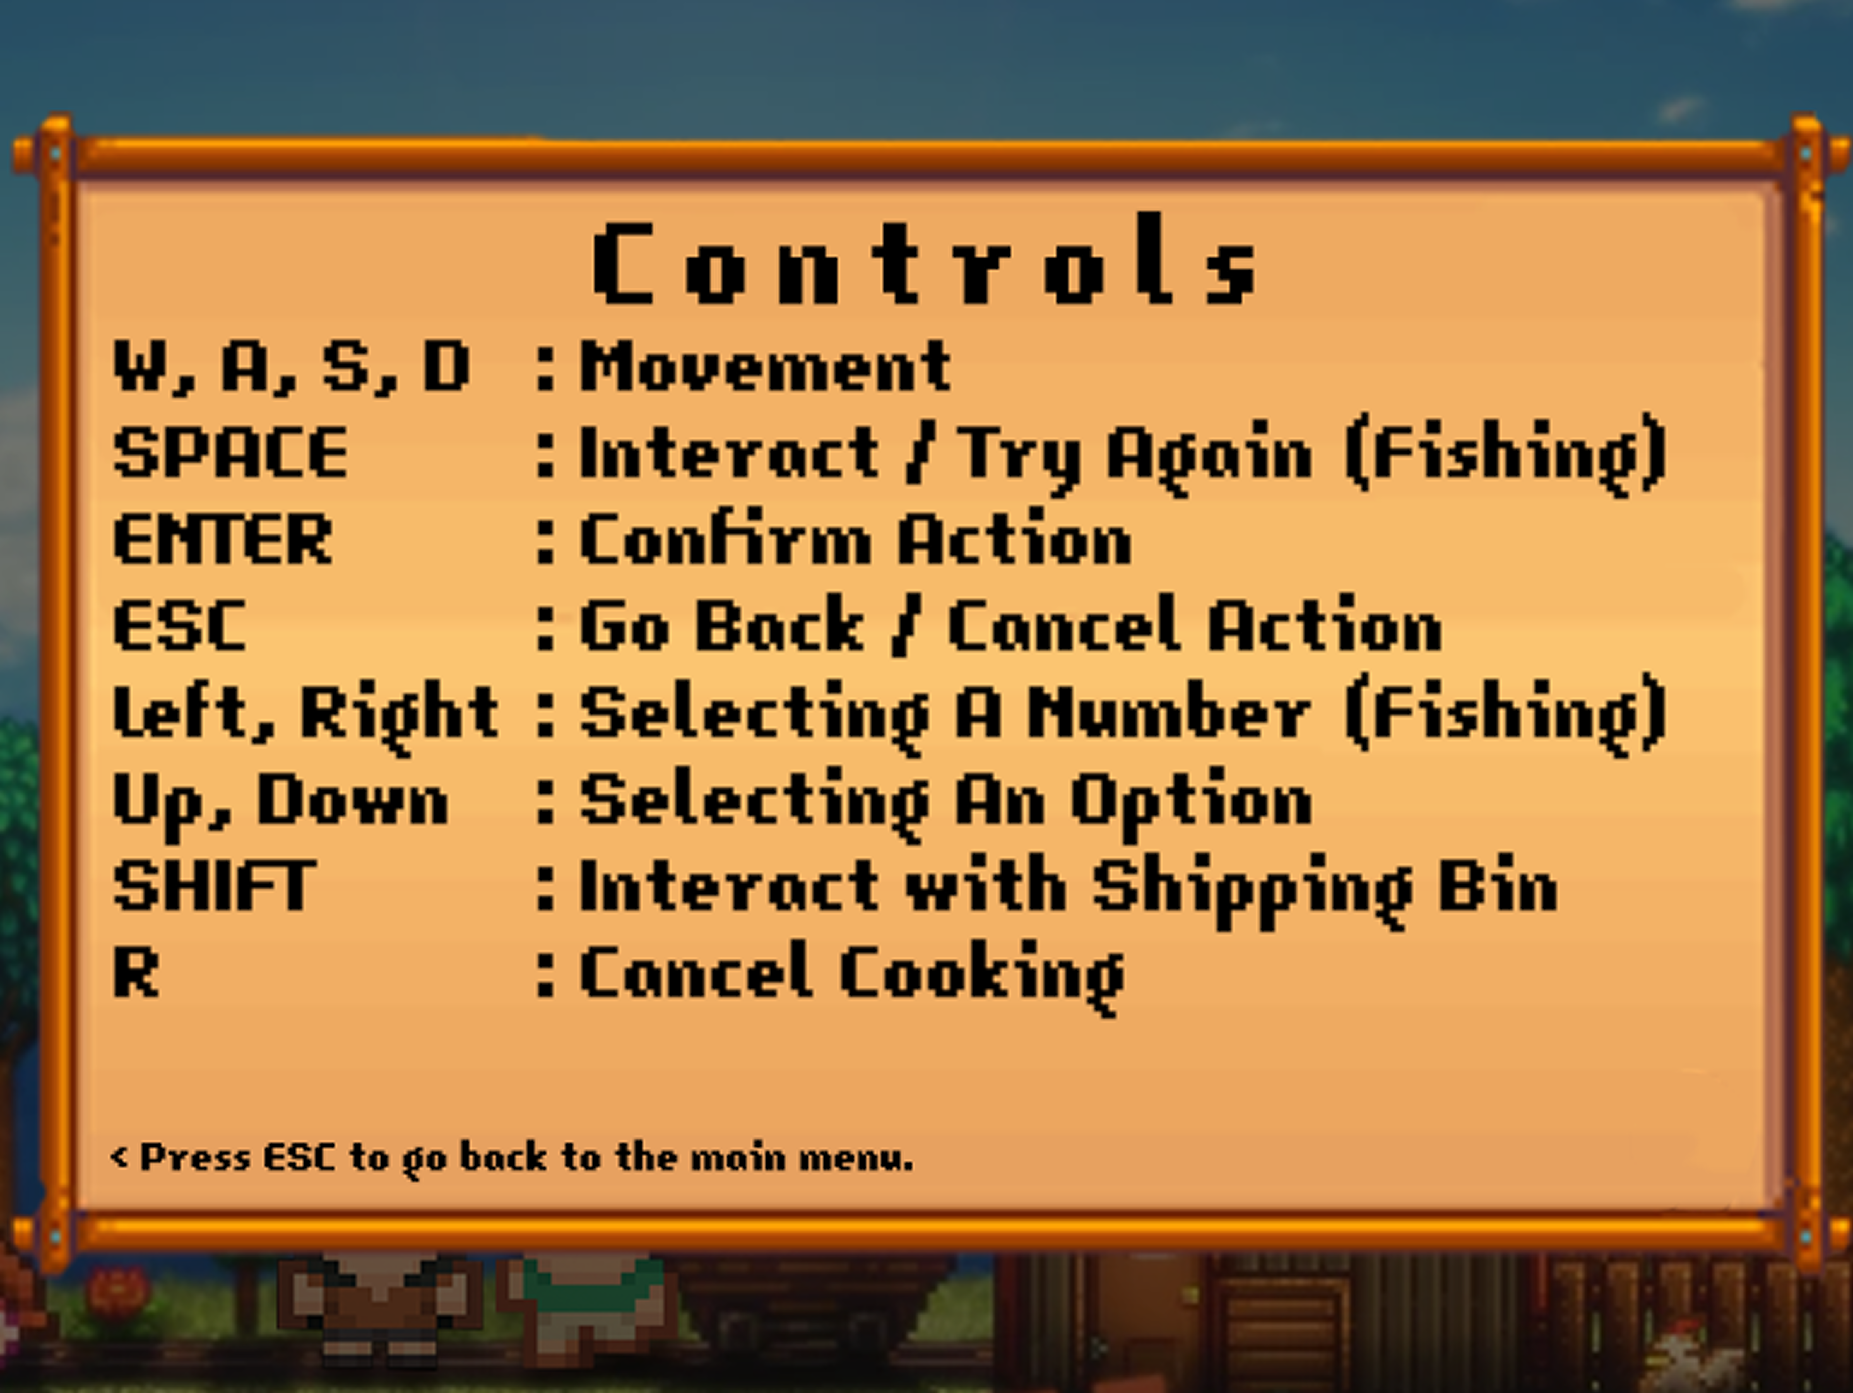 Controls
W, A, S, D : Movement
SPACE : Interact / Try Again (Fishing)
ENTER : Confirm Action
ESC : Go Back / Cancel Action
Left, Right : Selecting A Number (Fishing)
Up, Down : Selecting An Option
SHIFT : Interact with Shipping Bin
R : Cancel Cooking
< Press ESC to go back to the main menu.